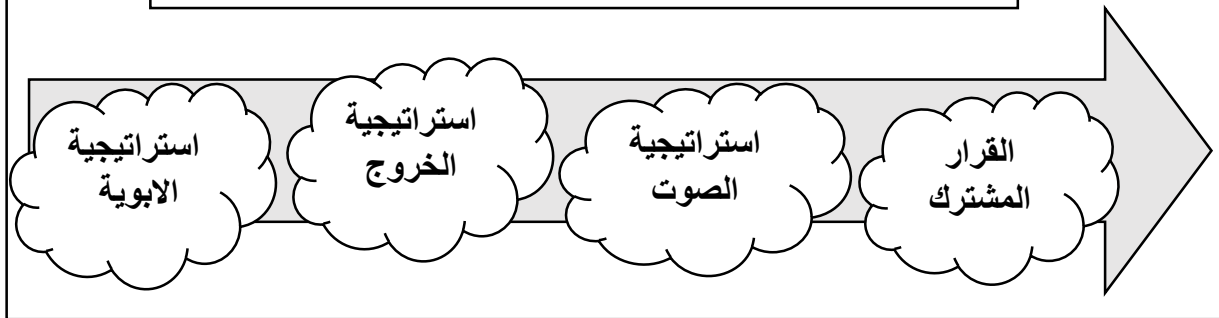 استراتيجية
الابوية
استراتيجية
الخروج
استراتيجية
الصوت
القرار
المشترك